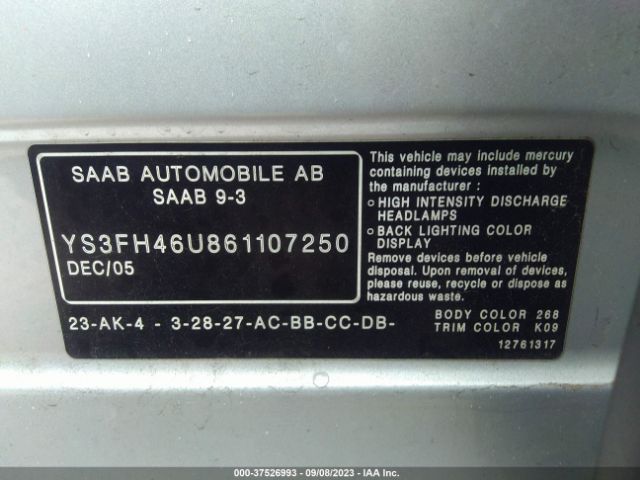 SAAB AUTOMOBILE AB
SAAB 9-3
YS3FH46U861107250
DEC/05
23-AK-4 - 3-28-27-AC-BB-CC-DB-
This vehicle may include mercury
containing devices installed by
the manufacturer :
o HIGH INTENSITY DISCHARGE
HEADLAMPS
o BACK LIGHTING COLOR
DISPLAY
Remove devices before vehicle
disposal. Upon removal of devices,
please reuse, recycle or dispose as
hazardous waste.
BODY COLOR 268
TRIM COLOR K09
12761317
000-37526993 - 09/08/2023 - IAA Inc.